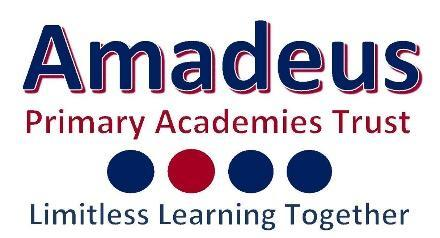 Amadeus
Primary Academies Trust
Limitless Learning Together